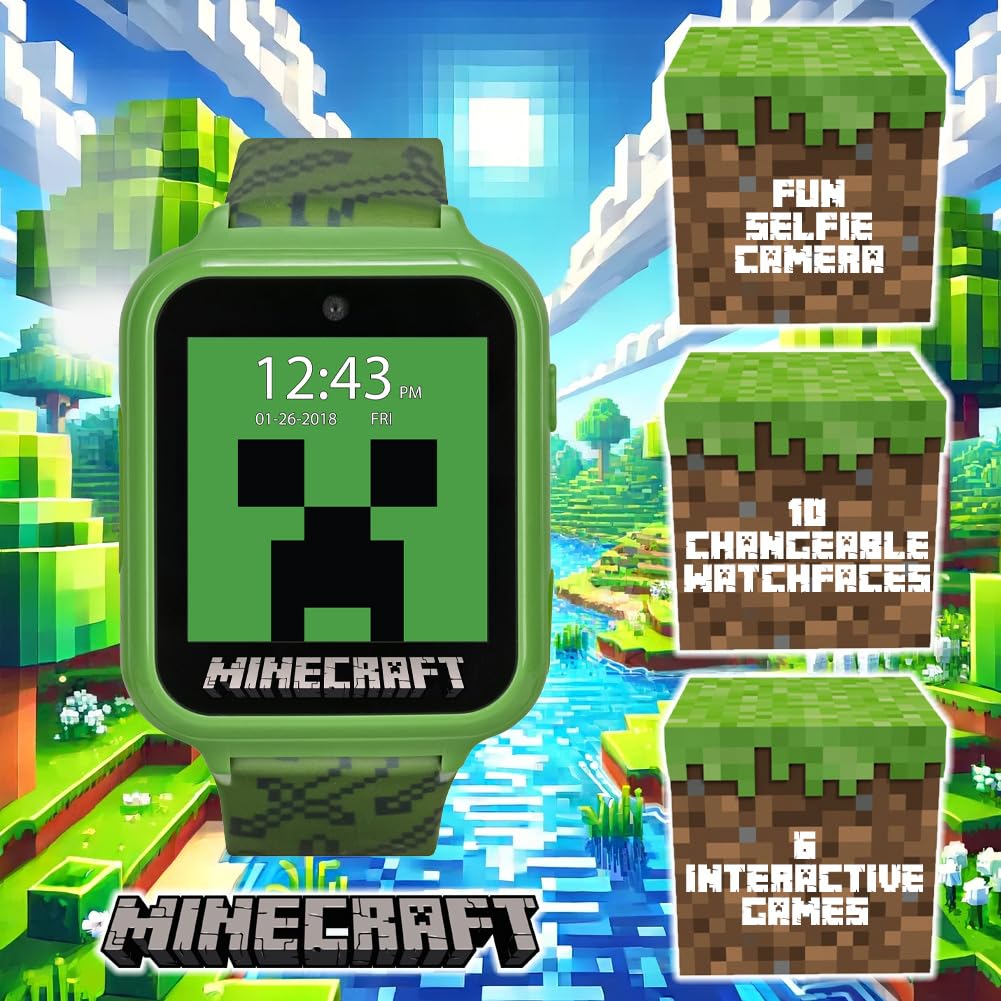 12:43 PM
01-26-2018 FRI
MINECRAFT
MINECRAFT
FUN
SELFIE
CAMERA
10
CHANGEABLE
WATCHFACES
6
INTERACTIVE
GAMES